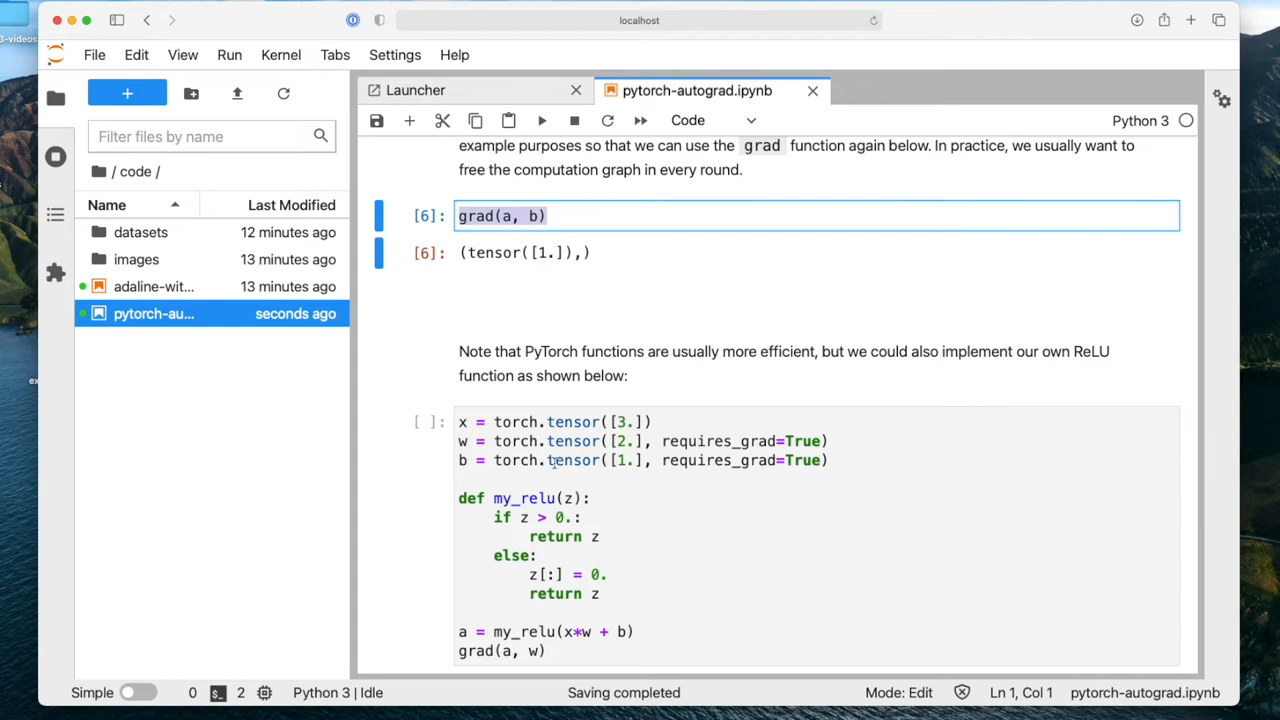 3-videos
localhost
File Edit View Run Kernel Tabs Settings Help
Launcher
pytorch-autograd.ipynb
Filter files by name
/ code /
Name Last Modified
datasets 12 minutes ago
images 13 minutes ago
adaline-wit... 13 minutes ago
pytorch-au... seconds ago
ex
Code
Python 3
example purposes so that we can use the grad function again below. In practice, we usually want to
free the computation graph in every round.
[6]: grad(a, b)
[6]: (tensor([1.]),)
Note that PyTorch functions are usually more efficient, but we could also implement our own ReLU
function as shown below:
[ ]: x = torch.tensor([3.])
w = torch.tensor([2.], requires_grad=True)
b = torch.tensor([1.], requires_grad=True)
def my_relu(z):
if z > 0.:
return z
else:
z[:] = 0.
return z
a = my_relu(x*w + b)
grad(a, w)
Simple 0 $_ 2 Python 3 | Idle Saving completed Mode: Edit Ln 1, Col 1 pytorch-autograd.ipynb